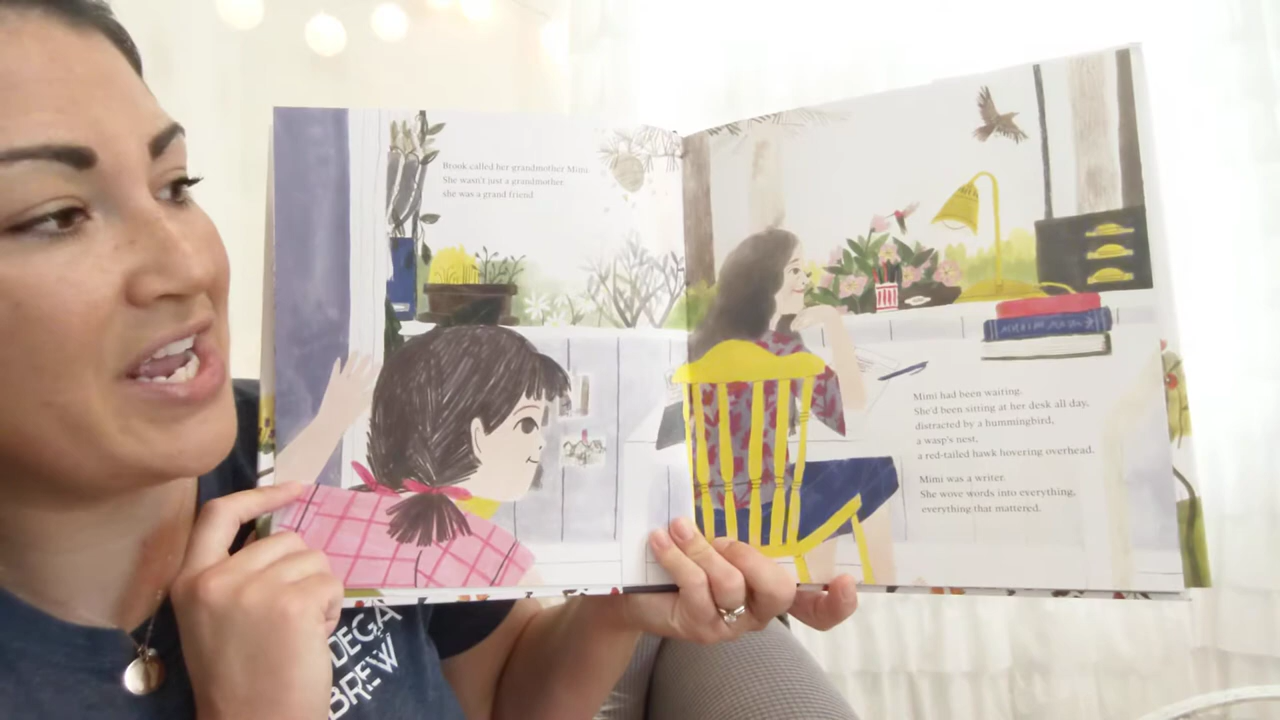 Brook called her grandmother Mimi.
She wasn't just a grandmother,
she was a grand friend.
Mimi had been waiting.
She'd been sitting at her desk all day,
distracted by a hummingbird,
a wasp's nest,
a red-tailed hawk hovering overhead.
Mimi was a writer.
She wove words into everything,
everything that mattered.
DEGA
BREW